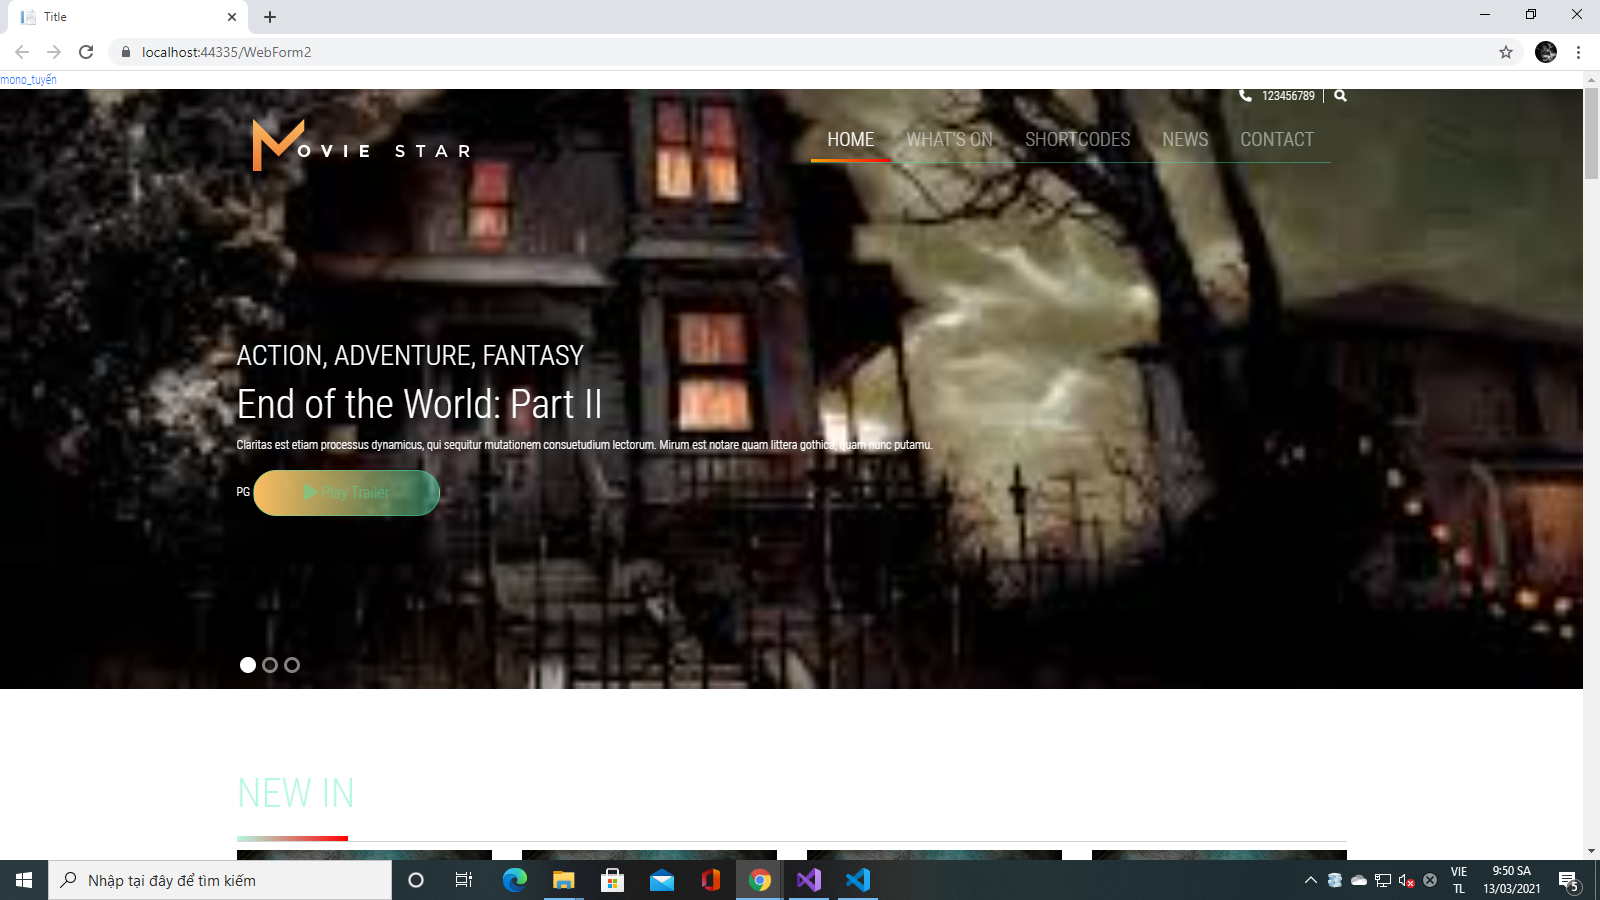 Title
localhost:44335/WebForm2
mono_tuyển
123456789
MOVIE STAR
HOME WHAT'S ON SHORTCODES NEWS CONTACT
ACTION, ADVENTURE, FANTASY
End of the World: Part II
Claritas est etiam processus dynamicus, qui sequitur mutationem consuetudium lectorum. Mirum est notare quam littera gothica, quam nunc putamu.
PG Play Trailer
NEW IN
Nhập tại đây để tìm kiếm
VIE
TL
9:50 SA
13/03/2021
5